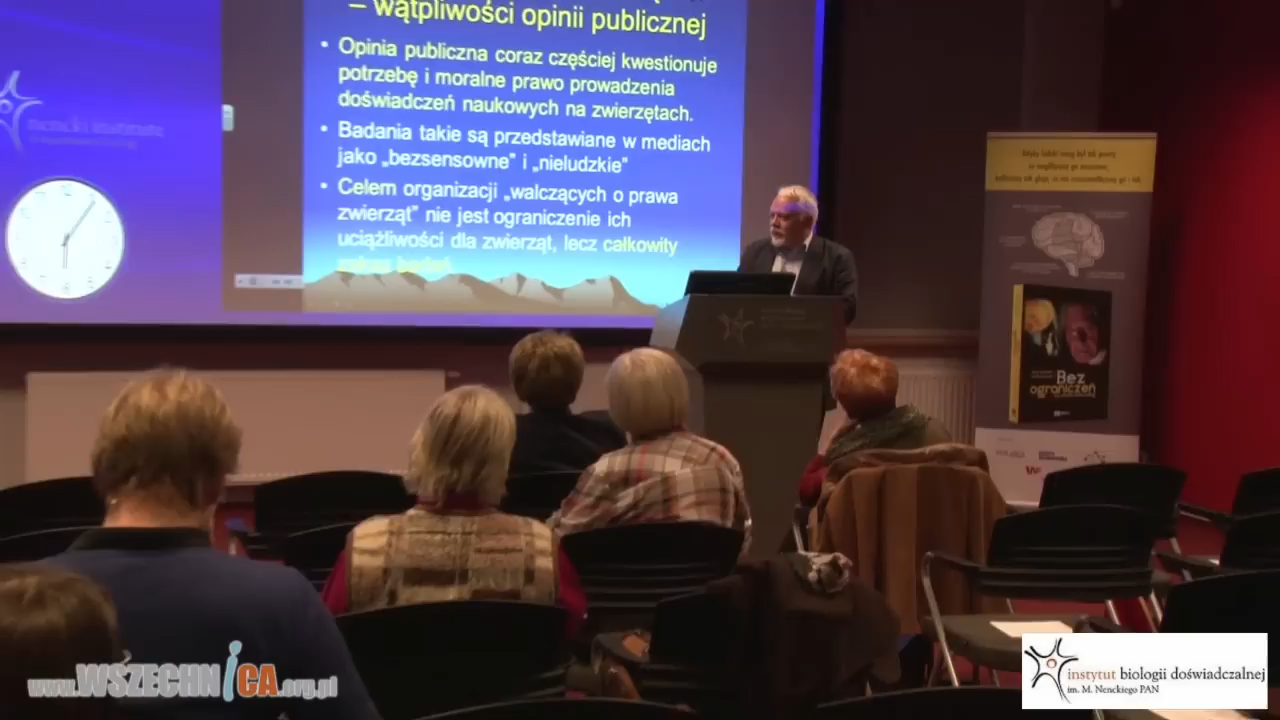 – wątpliwości opinii publicznej
• Opinia publiczna coraz częściej kwestionuje
potrzebę i moralne prawo prowadzenia
doświadczeń naukowych na zwierzętach.
• Badania takie są przedstawiane w mediach
jako „bezsensowne” i „nieludzkie”
• Celem organizacji „walczących o prawa
zwierząt” nie jest ograniczenie ich
uciążliwości dla zwierząt, lecz całkowity
nencki institute
Bez
ograniczeń
www.WSZECHNiCA.org.pl
instytut biologii doświadczalnej
im. M. Nenckiego PAN